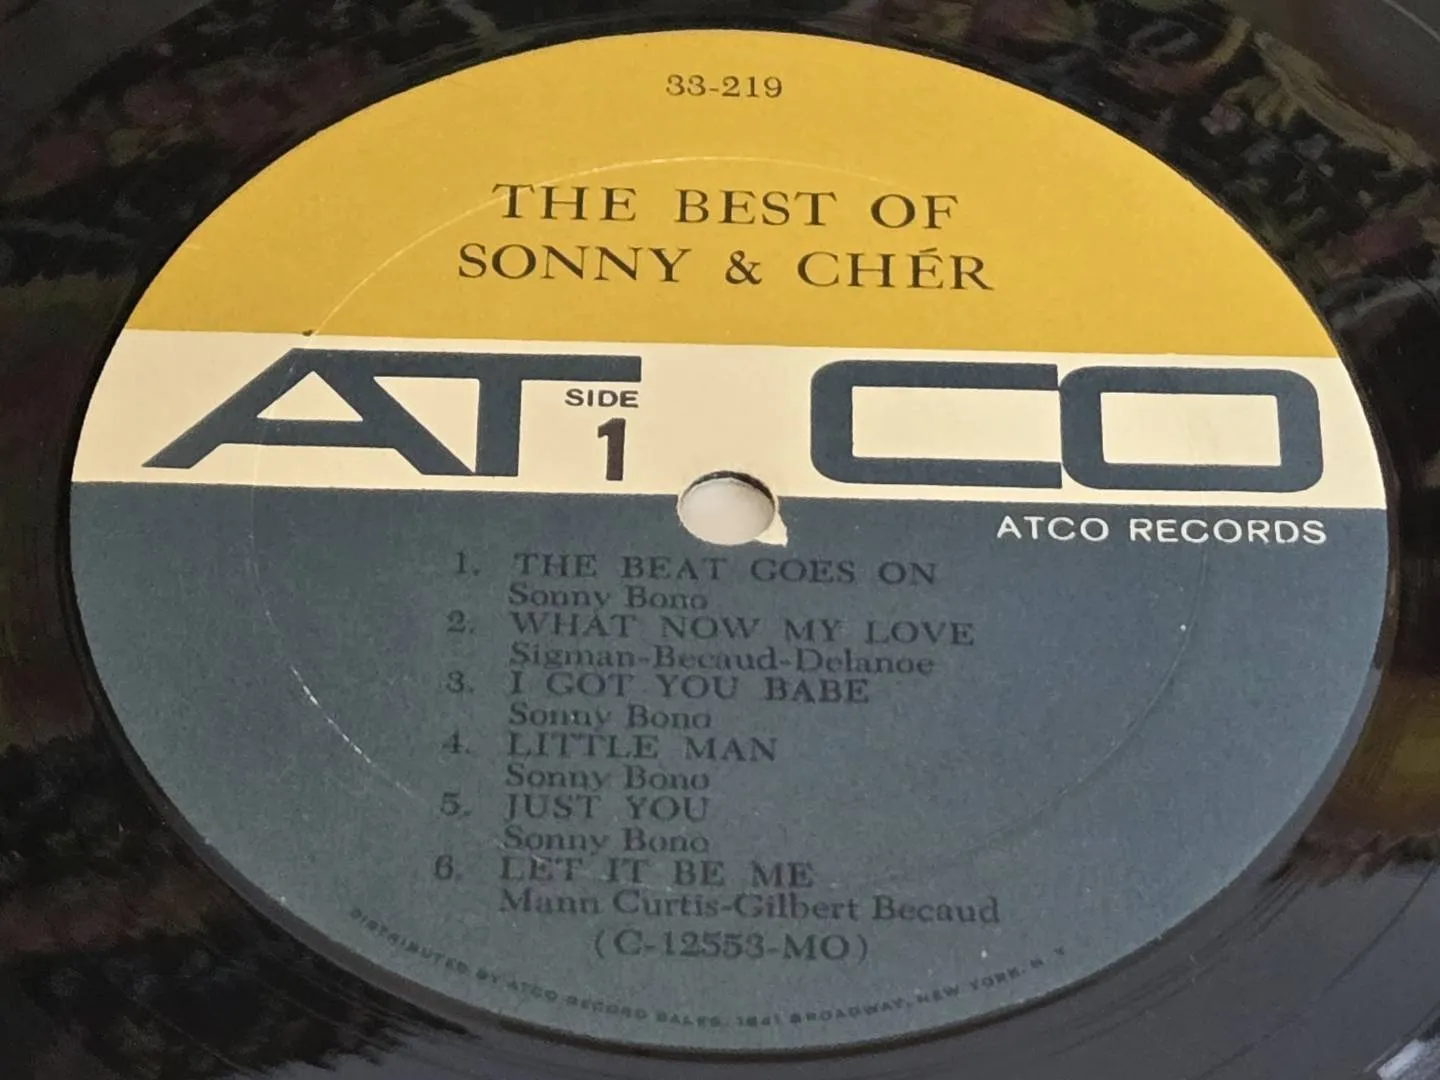 33-219
THE BEST OF
SONNY & CHÉR
AT CO
SIDE
1
ATCO RECORDS
1. THE BEAT GOES ON
Sonny Bono
2. WHAT NOW MY LOVE
Sigman-Becaud-Delanoe
3. I GOT YOU BABE
Sonny Bono
4. LITTLE MAN
Sonny Bono
5. JUST YOU
Sonny Bono
6. LET IT BE ME
Mann Curtis-Gilbert Becaud
(C-12553-MO)
DISTRIBUTED BY ATCO RECORD SALES, 1841 BROADWAY, NEW YORK, N Y